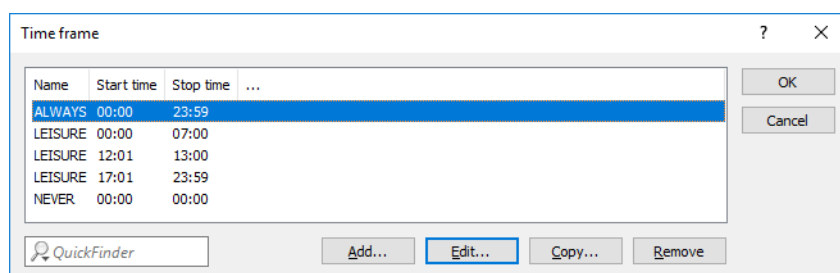 Time frame ?
Name Start time Stop time ...
ALWAYS 00:00 23:59
LEISURE 00:00 07:00
LEISURE 12:01 13:00
LEISURE 17:01 23:59
NEVER 00:00 00:00
OK
Cancel
QuickFinder Add... Edit... Copy... Remove